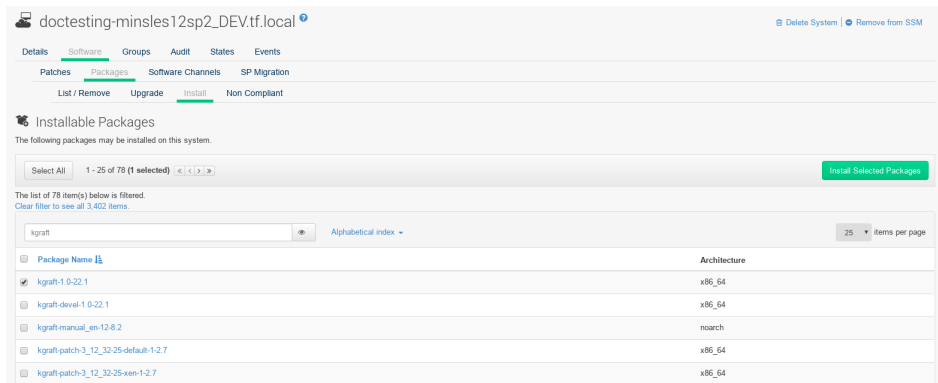 doctesting-minsles12sp2_DEV.tf.local ?
Delete System | Remove from SSM
Details Software Groups Audit States Events
Patches Packages Software Channels SP Migration
List / Remove Upgrade Install Non Compliant
Installable Packages
The following packages may be installed on this system.
Select All 1 - 25 of 78 (1 selected) « < > » Install Selected Packages
The list of 78 item(s) below is filtered.
Clear filter to see all 3,402 items.
kgraft Alphabetical index 25 items per page
Package Name Architecture
kgraft-1.0-22.1 x86_64
kgraft-devel-1.0-22.1 x86_64
kgraft-manual_en-12-8.2 noarch
kgraft-patch-3_12_32-25-default-1-2.7 x86_64
kgraft-patch-3_12_32-25-xen-1-2.7 x86_64